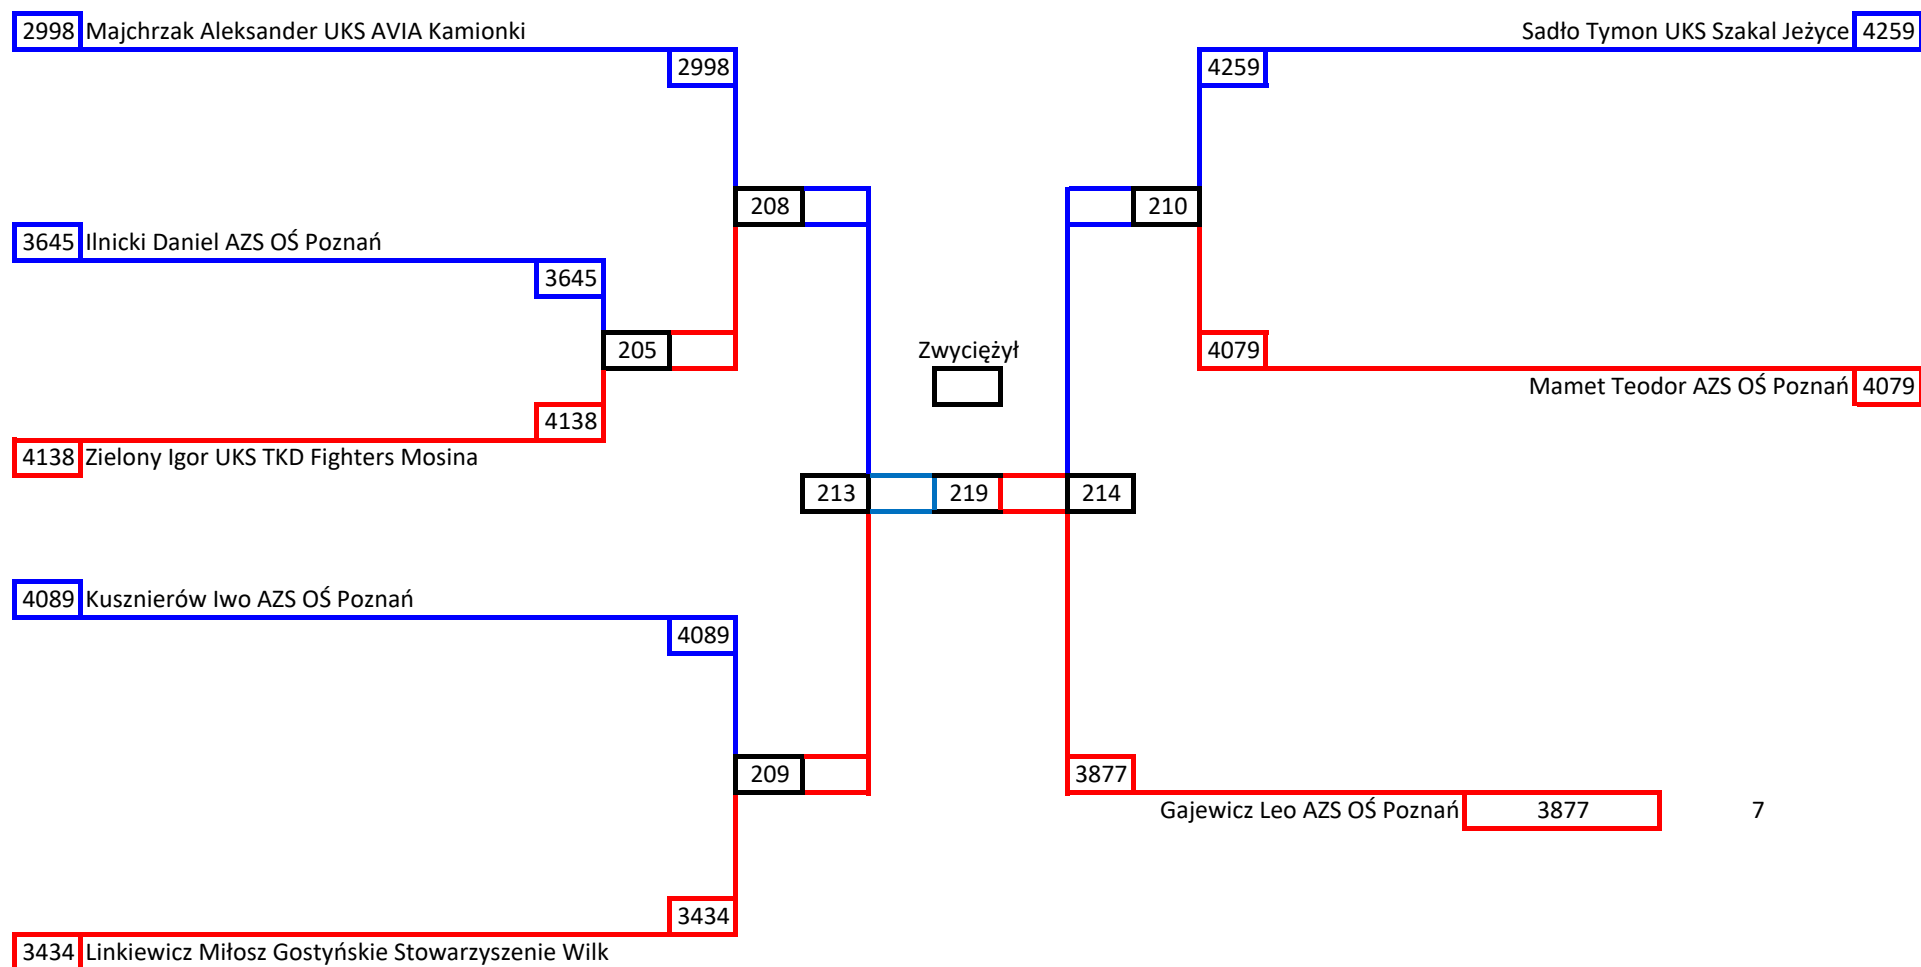 2998 Majchrzak Aleksander UKS AVIA Kamionki
Sadło Tymon UKS Szakal Jeżyce 4259
2998
4259
208
210
3645 Ilnicki Daniel AZS OŚ Poznań
3645
205
Zwyciężył
4079
Mamet Teodor AZS OŚ Poznań 4079
4138
4138 Zielony Igor UKS TKD Fighters Mosina
213
219
214
4089 Kusznierów Iwo AZS OŚ Poznań
4089
209
3877
Gajewicz Leo AZS OŚ Poznań 3877 7
3434
3434 Linkiewicz Miłosz Gostyńskie Stowarzyszenie Wilk